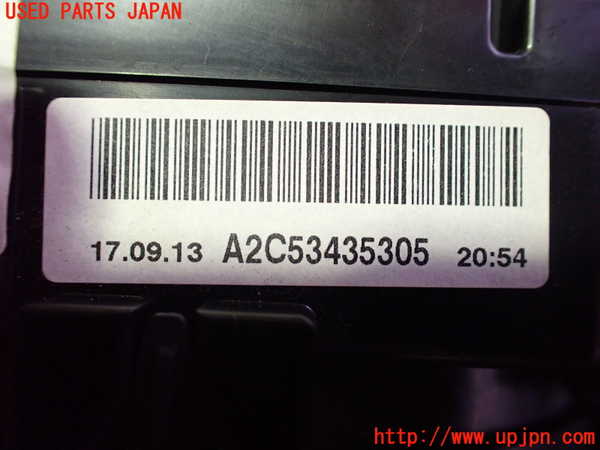 USED PARTS JAPAN
17.09.13 A2C53435305 20:54
http://www.upjpn.com/